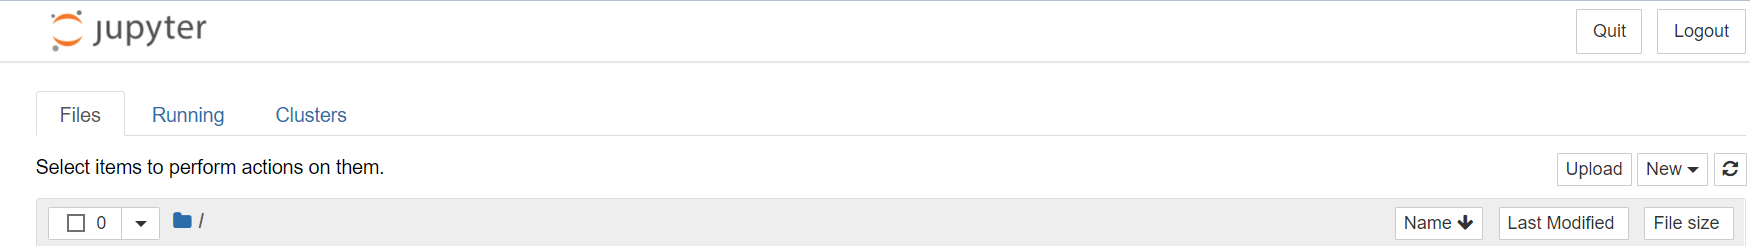 jupyter
Quit Logout
Files Running Clusters
Select items to perform actions on them.
Upload New
0 / Name Last Modified File size